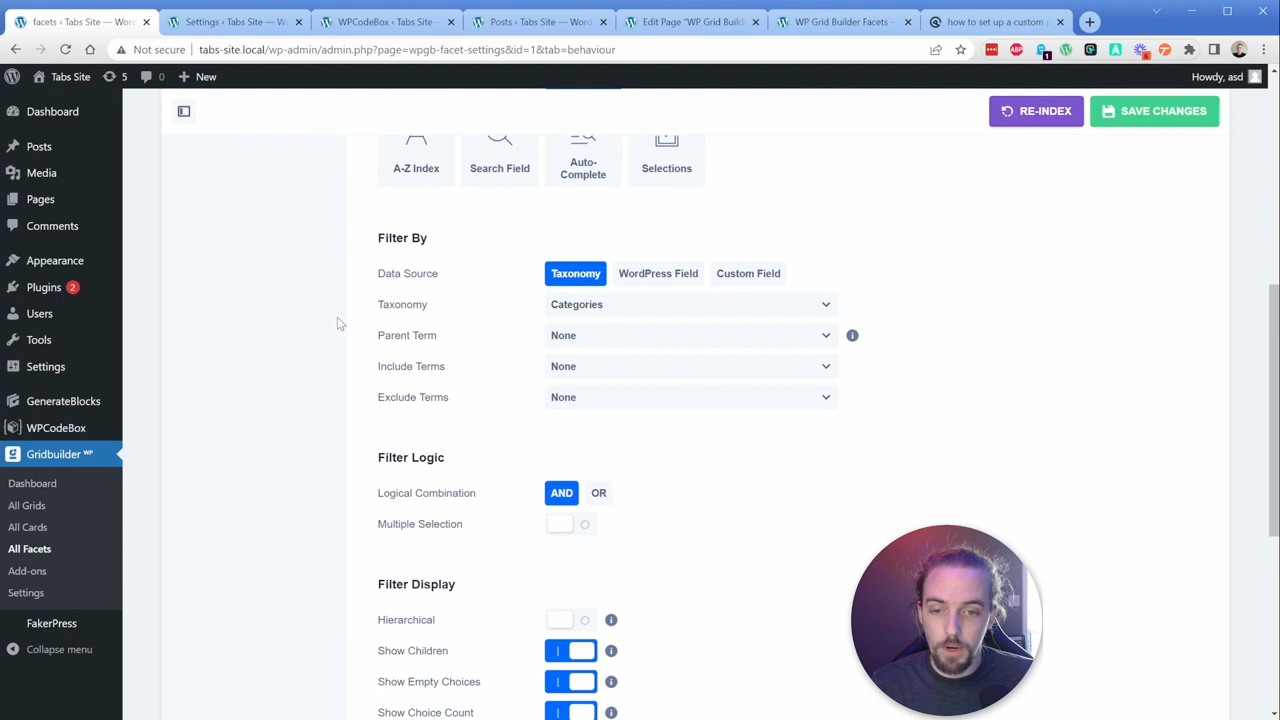 facets ‹ Tabs Site — Word
Settings ‹ Tabs Site — W
WPCodeBox ‹ Tabs Site —
Posts ‹ Tabs Site — Word
Edit Page "WP Grid Build
WP Grid Builder Facets –
how to set up a custom
Not secure
tabs-site.local/wp-admin/admin.php?page=wpgb-facet-settings&id=1&tab=behaviour
Tabs Site
5
0
New
Howdy, asd
Dashboard
Posts
Media
Pages
Comments
Appearance
Plugins 2
Users
Tools
Settings
GenerateBlocks
WPCodeBox
Gridbuilder WP
Dashboard
All Grids
All Cards
All Facets
Add-ons
Settings
FakerPress
Collapse menu
RE-INDEX
SAVE CHANGES
A-Z Index
Search Field
Auto-
Complete
Selections
Filter By
Data Source
Taxonomy
WordPress Field
Custom Field
Taxonomy
Categories
Parent Term
None
Include Terms
None
Exclude Terms
None
Filter Logic
Logical Combination
AND
OR
Multiple Selection
Filter Display
Hierarchical
Show Children
Show Empty Choices
Show Choice Count